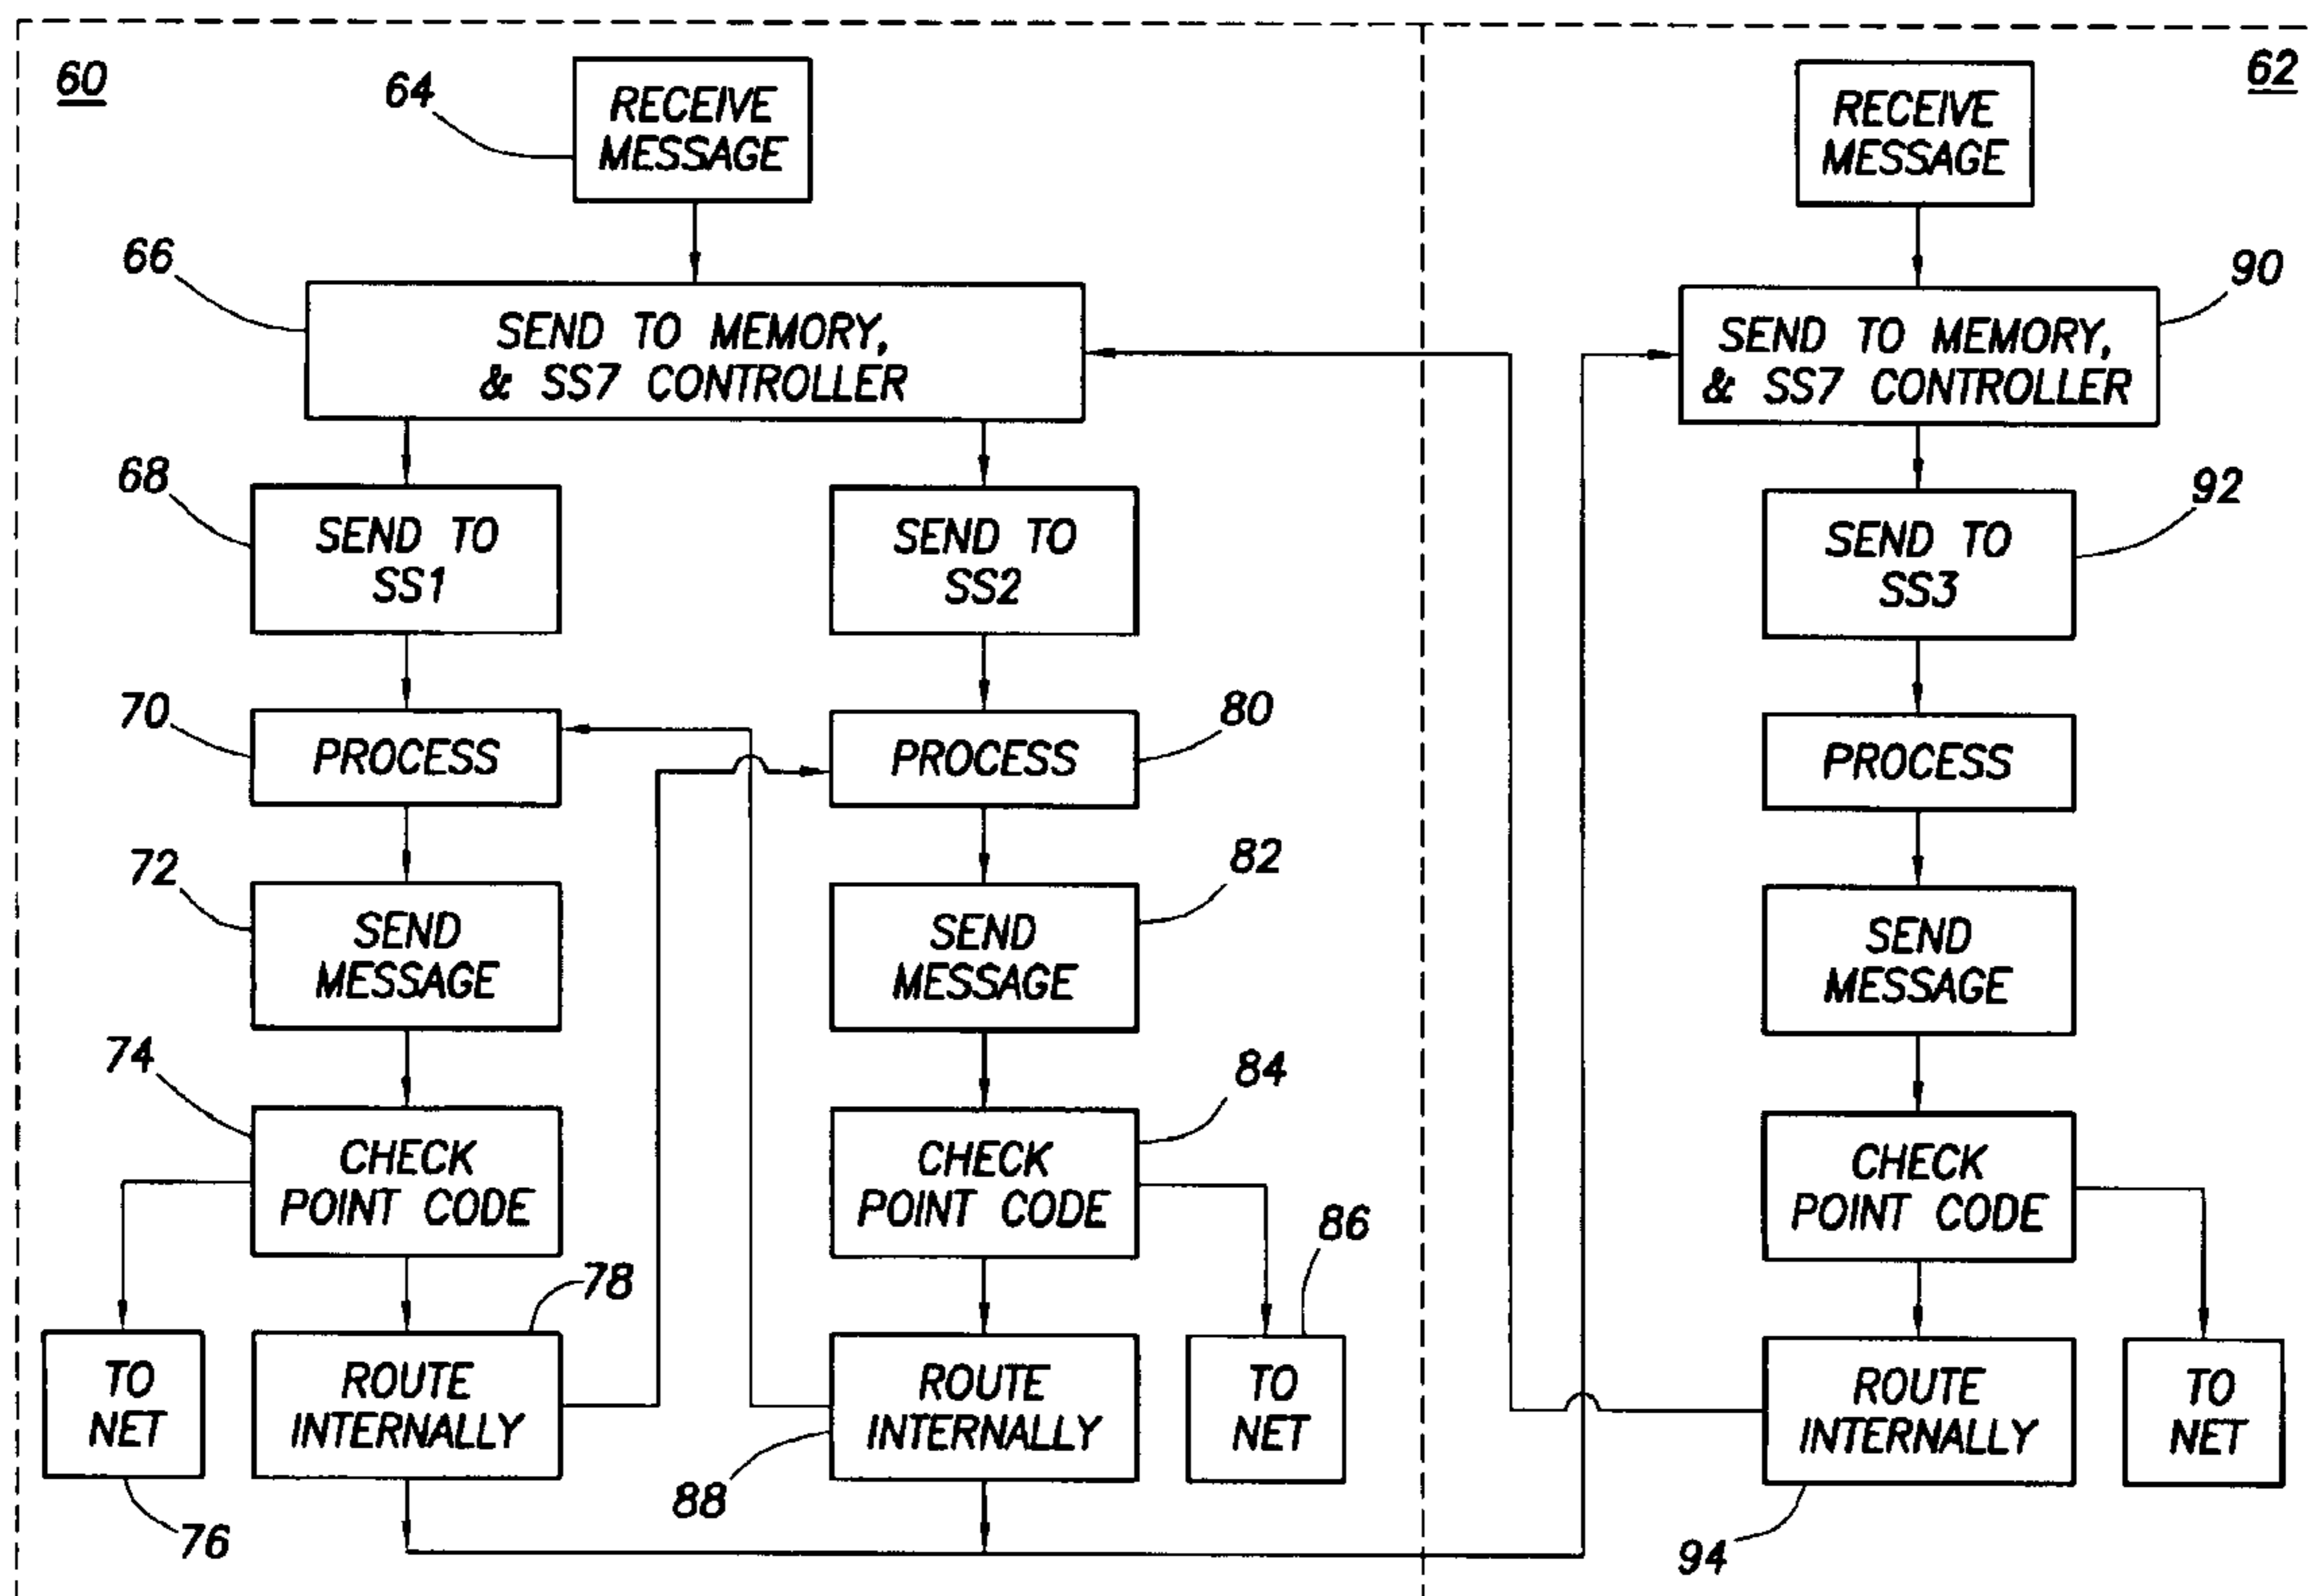 60
62
64
RECEIVE
MESSAGE
RECEIVE
MESSAGE
66
SEND TO MEMORY,
& SS7 CONTROLLER
90
SEND TO MEMORY,
& SS7 CONTROLLER
68
SEND TO
SS1
SEND TO
SS2
92
SEND TO
SS3
70
PROCESS
80
PROCESS
PROCESS
72
SEND
MESSAGE
82
SEND
MESSAGE
SEND
MESSAGE
74
CHECK
POINT CODE
84
CHECK
POINT CODE
CHECK
POINT CODE
76
TO
NET
78
ROUTE
INTERNALLY
88
ROUTE
INTERNALLY
86
TO
NET
94
ROUTE
INTERNALLY
TO
NET